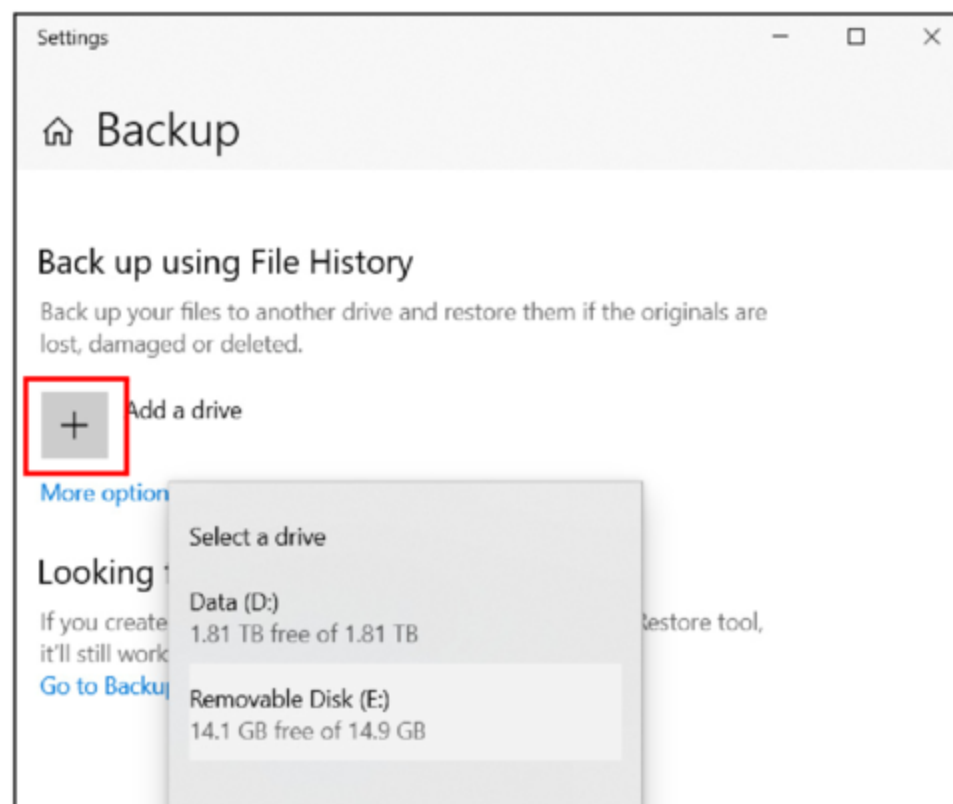 Settings
Backup
Back up using File History
Back up your files to another drive and restore them if the originals are
lost, damaged or deleted.
Add a drive
More option
Select a drive
Looking
Data (D:)
If you create
Restore tool,
1.81 TB free of 1.81 TB
it'll still work
Go to Backup
Removable Disk (E:)
14.1 GB free of 14.9 GB